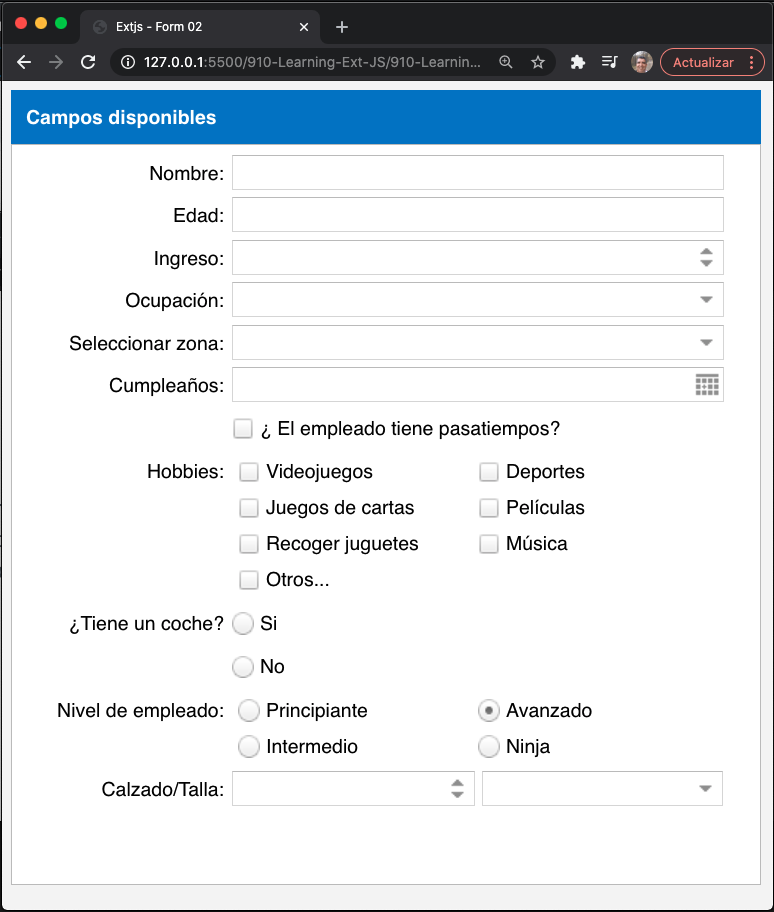 Extjs - Form 02
127.0.0.1:5500/910-Learning-Ext-JS/910-Learnin...
Actualizar
Campos disponibles
Nombre:
Edad:
Ingreso:
Ocupación:
Seleccionar zona:
Cumpleaños:
¿ El empleado tiene pasatiempos?
Hobbies: Videojuegos Deportes
Juegos de cartas Películas
Recoger juguetes Música
Otros...
¿Tiene un coche? Si
No
Nivel de empleado: Principiante Avanzado
Intermedio Ninja
Calzado/Talla: